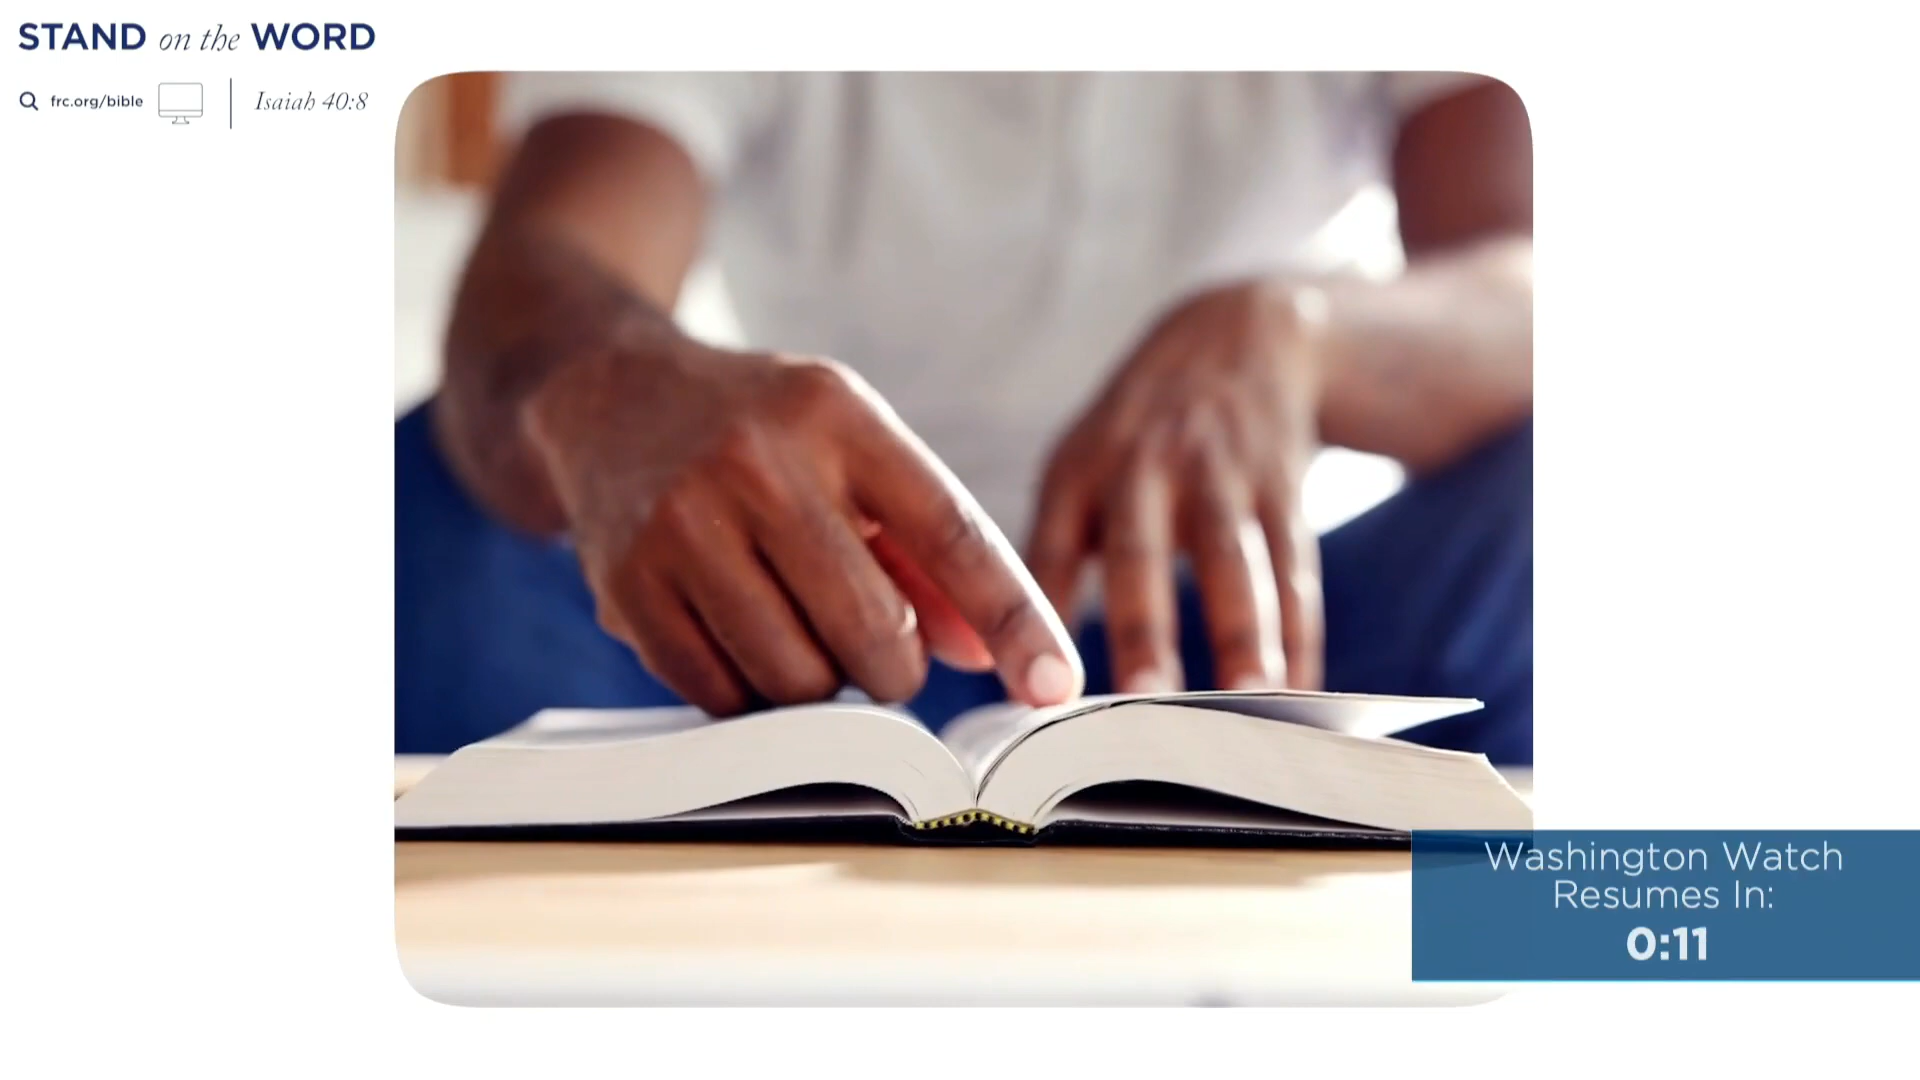 STAND on the WORD
frc.org/bible
Isaiah 40:8
Washington Watch
Resumes In:
0:11